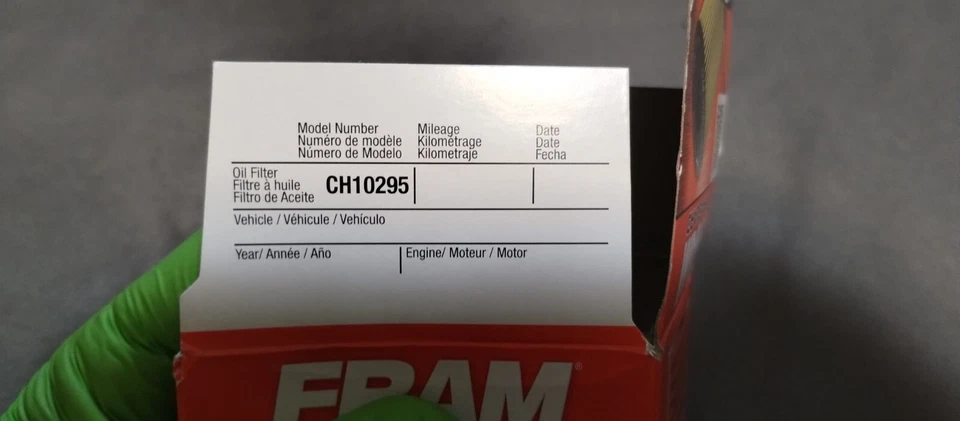 Model Number Mileage Date
Numéro de modèle Kilométrage Date
Número de Modelo Kilometraje Fecha
Oil Filter
Filtre à huile CH10295
Filtro de Aceite
Vehicle / Véhicule / Vehículo
Year/ Année / Año Engine/ Moteur / Motor
FRAM®